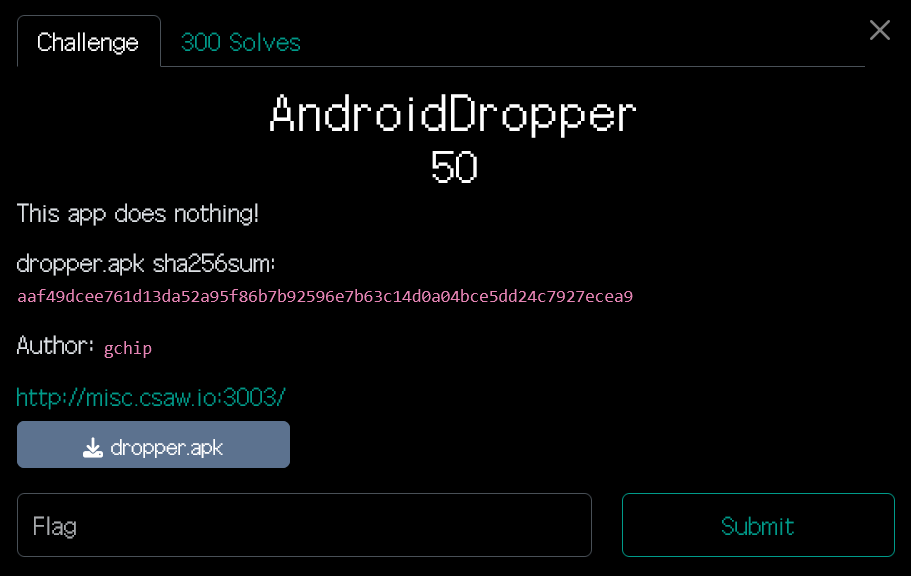 Challenge
300 Solves
AndroidDropper
50
This app does nothing!
dropper.apk sha256sum:
aaf49dcee761d13da52a95f86b7b92596e7b63c14d0a04bce5dd24c7927ecea9
Author: gchip
http://misc.csaw.io:3003/
dropper.apk
Flag
Submit